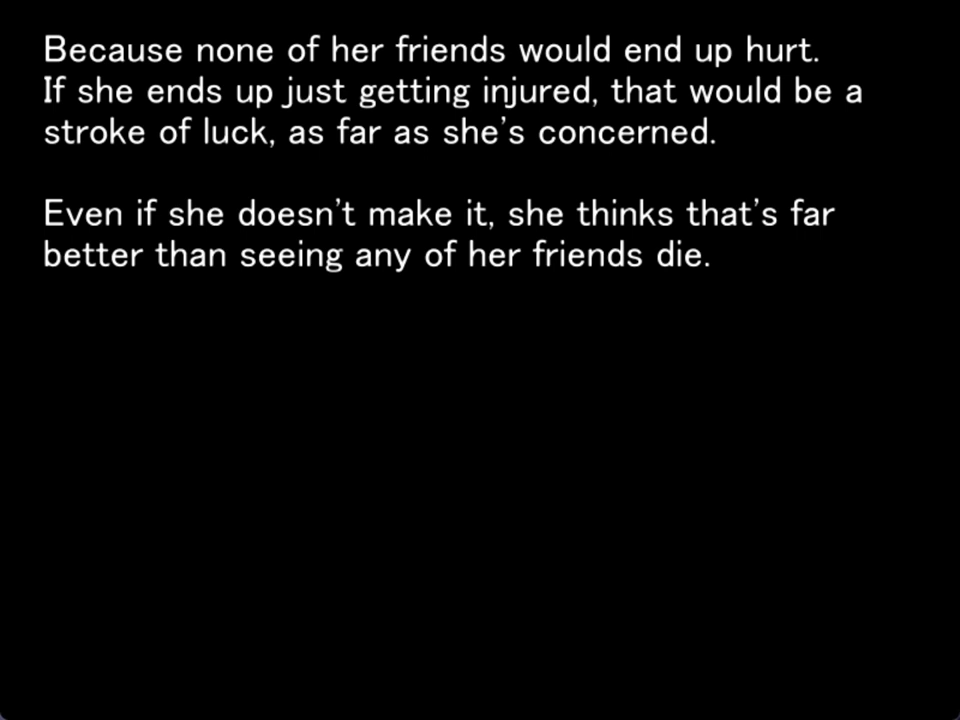 Because none of her friends would end up hurt.
If she ends up just getting injured, that would be a
stroke of luck, as far as she's concerned.
Even if she doesn't make it, she thinks that's far
better than seeing any of her friends die.